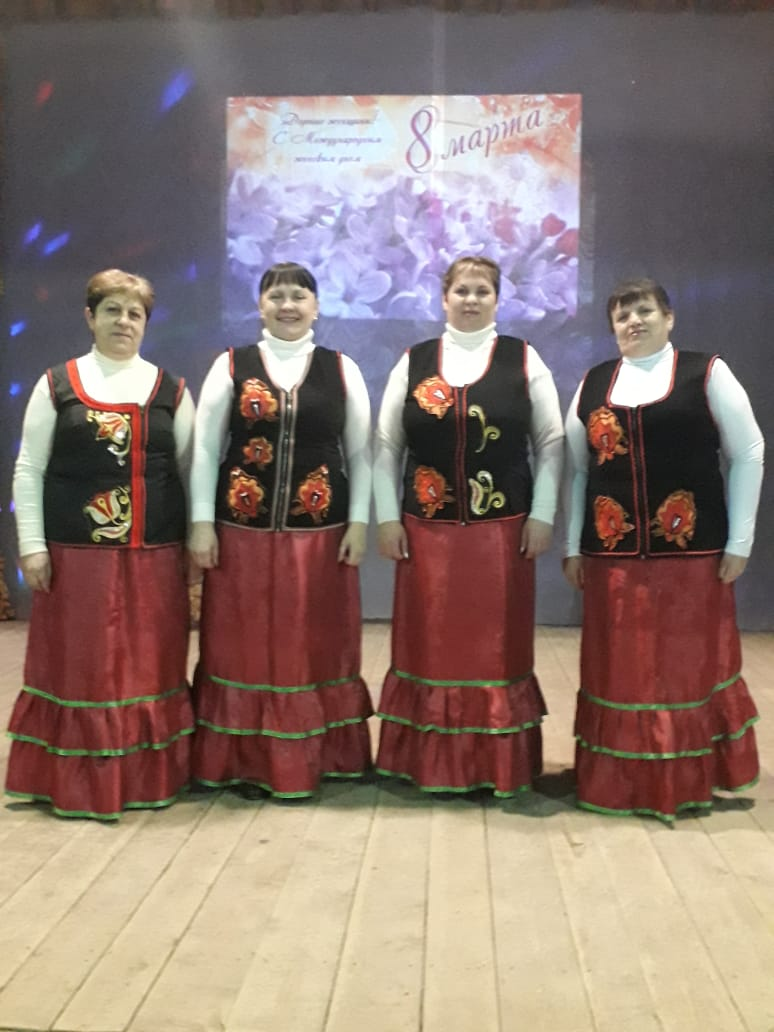 Дорогие женщины!
С Международным
женским днем
8 марта